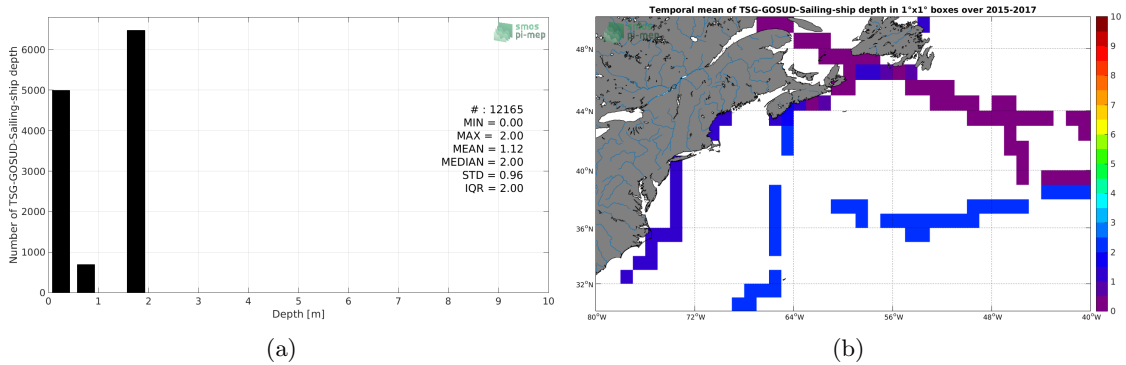 smos
pi-mep
Number of TSG-GOSUD-Sailing-ship depth
6000
5000
4000
3000
2000
1000
0
# : 12165
MIN = 0.00
MAX = 2.00
MEAN = 1.12
MEDIAN = 2.00
STD = 0.96
IQR = 2.00
0 1 2 3 4 5 6 7 8 9 10
Depth [m]
(a)
Temporal mean of TSG-GOSUD-Sailing-ship depth in 1°x1° boxes over 2015-2017
smos
pi-mep
48°N
44°N
40°N
36°N
32°N
80°W 72°W 64°W 56°W 48°W 40°W
10
9
8
7
6
5
4
3
2
1
0
(b)